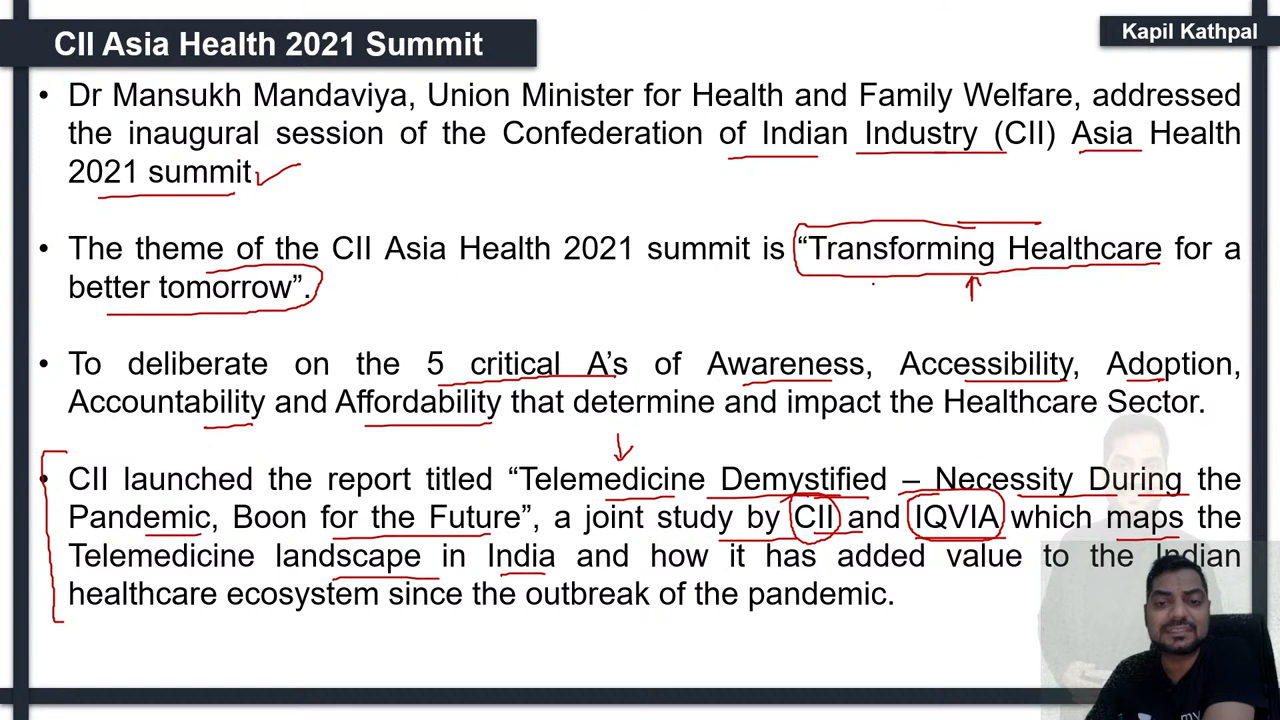 CII Asia Health 2021 Summit
Kapil Kathpal
• Dr Mansukh Mandaviya, Union Minister for Health and Family Welfare, addressed
the inaugural session of the Confederation of Indian Industry (CII) Asia Health
2021 summit
• The theme of the CII Asia Health 2021 summit is “Transforming Healthcare for a
better tomorrow”.
• To deliberate on the 5 critical A’s of Awareness, Accessibility, Adoption,
Accountability and Affordability that determine and impact the Healthcare Sector.
• CII launched the report titled “Telemedicine Demystified – Necessity During the
Pandemic, Boon for the Future”, a joint study by CII and IQVIA which maps the
Telemedicine landscape in India and how it has added value to the Indian
healthcare ecosystem since the outbreak of the pandemic.